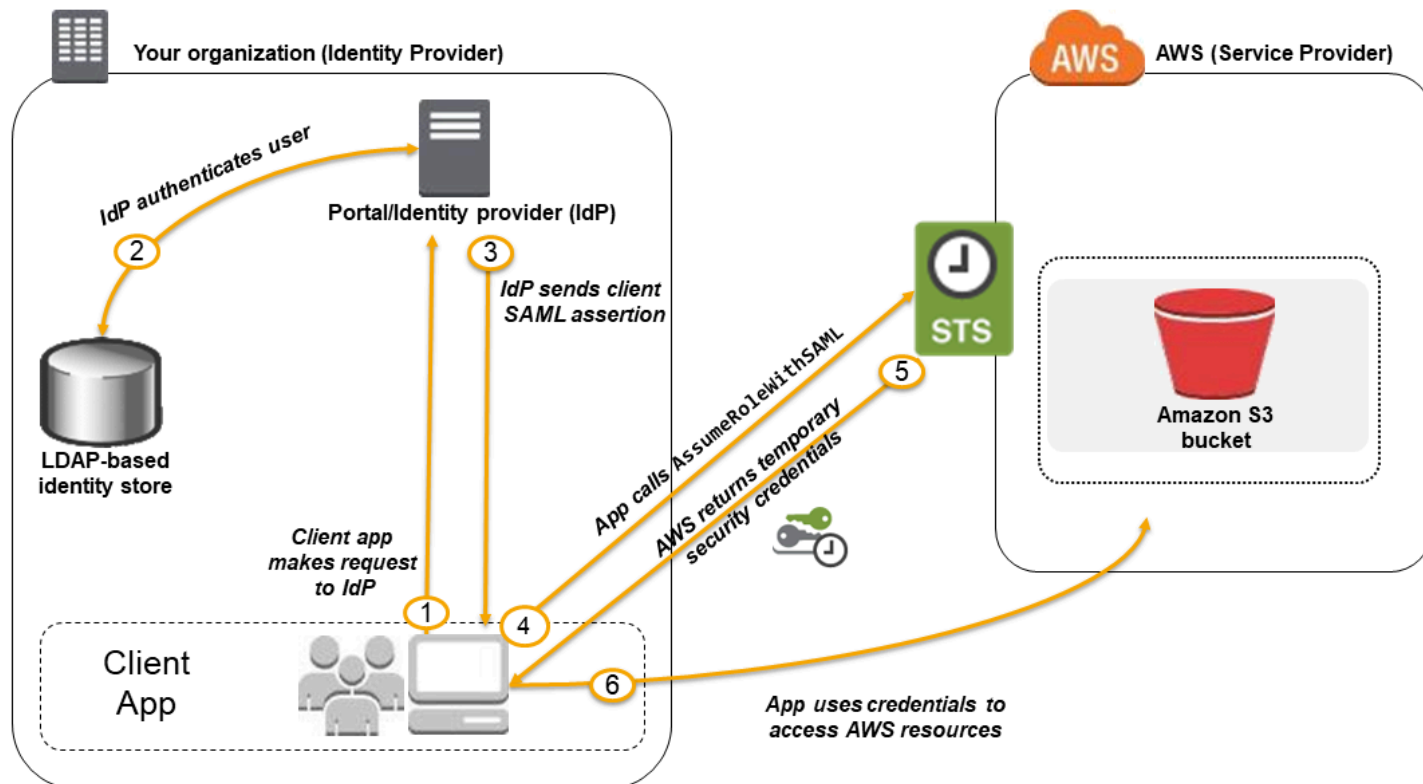 Your organization (Identity Provider)
AWS
AWS (Service Provider)
IdP authenticates user
Portal/Identity provider (IdP)
2
3
IdP sends client
SAML assertion
STS
LDAP-based
identity store
5
Amazon S3
bucket
App calls AssumeRoleWithSAML
AWS returns temporary
security credentials
Client app
makes request
to IdP
1
4
Client
App
6
App uses credentials to
access AWS resources